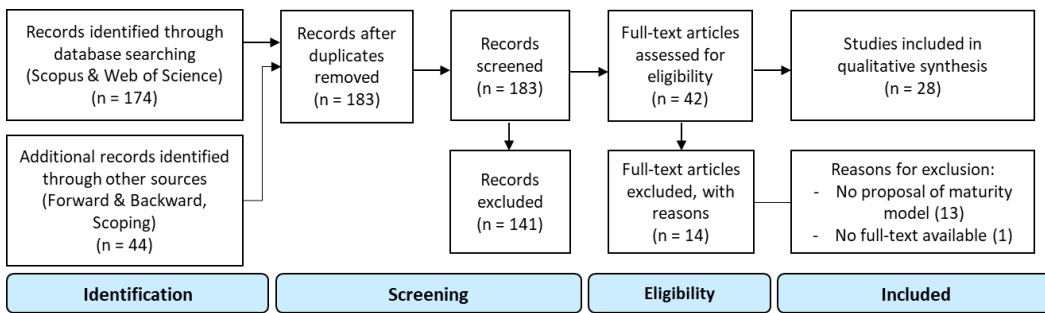 Records identified through
database searching
(Scopus & Web of Science)
(n = 174)
Additional records identified
through other sources
(Forward & Backward,
Scoping)
(n = 44)
Records after
duplicates
removed
(n = 183)
Records
screened
(n = 183)
Records
excluded
(n = 141)
Full-text articles
assessed for
eligibility
(n = 42)
Full-text articles
excluded, with
reasons
(n = 14)
Studies included in
qualitative synthesis
(n = 28)
Reasons for exclusion:
- No proposal of maturity
model (13)
- No full-text available (1)
Identification
Screening
Eligibility
Included